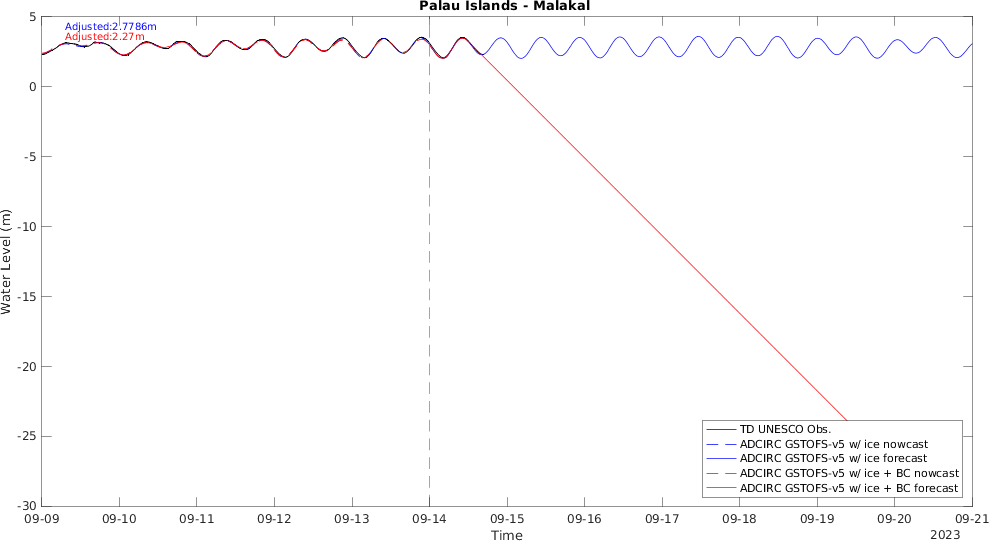 Palau Islands - Malakal
Adjusted:2.7786m
Adjusted:2.27m
Water Level (m)
5
0
-5
-10
-15
-20
-25
-30
09-09 09-10 09-11 09-12 09-13 09-14 09-15 09-16 09-17 09-18 09-19 09-20 09-21
Time
2023
TD UNESCO Obs.
ADCIRC GSTOFS-v5 w/ ice nowcast
ADCIRC GSTOFS-v5 w/ ice forecast
ADCIRC GSTOFS-v5 w/ ice + BC nowcast
ADCIRC GSTOFS-v5 w/ ice + BC forecast